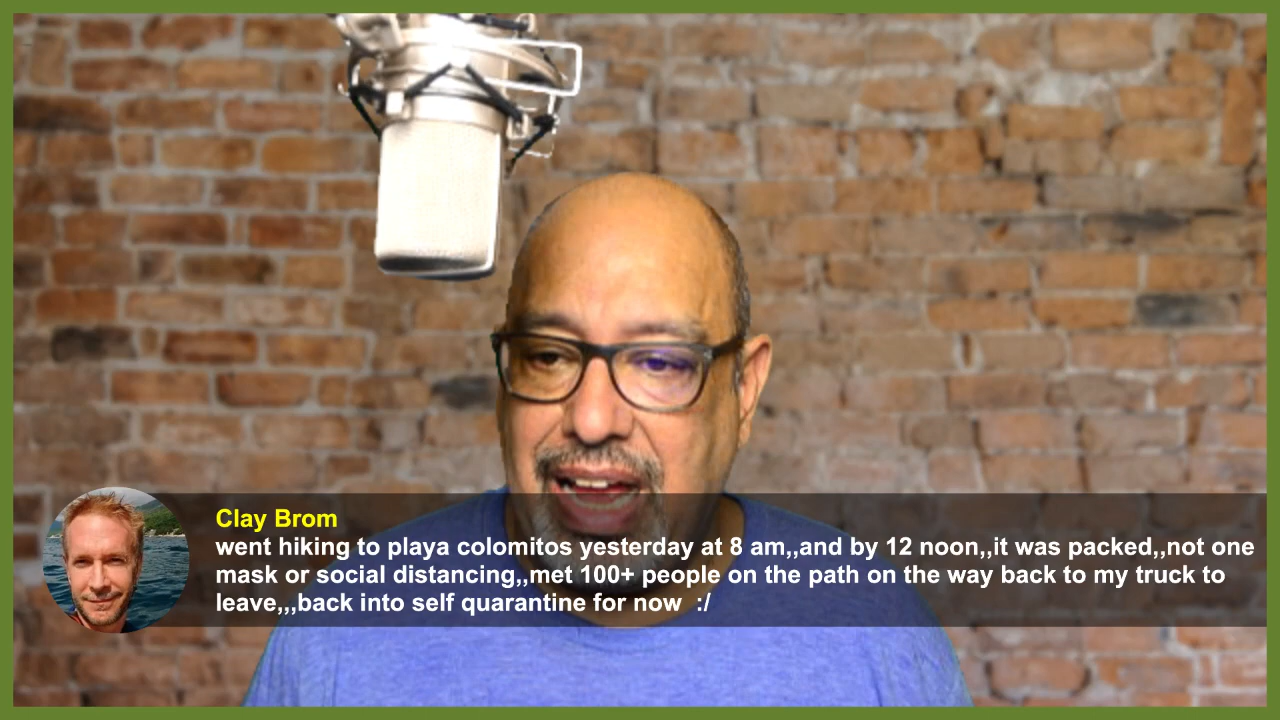 Clay Brom
went hiking to playa colomitos yesterday at 8 am,,and by 12 noon,,it was packed,,not one
mask or social distancing,,met 100+ people on the path on the way back to my truck to
leave,,,back into self quarantine for now :/